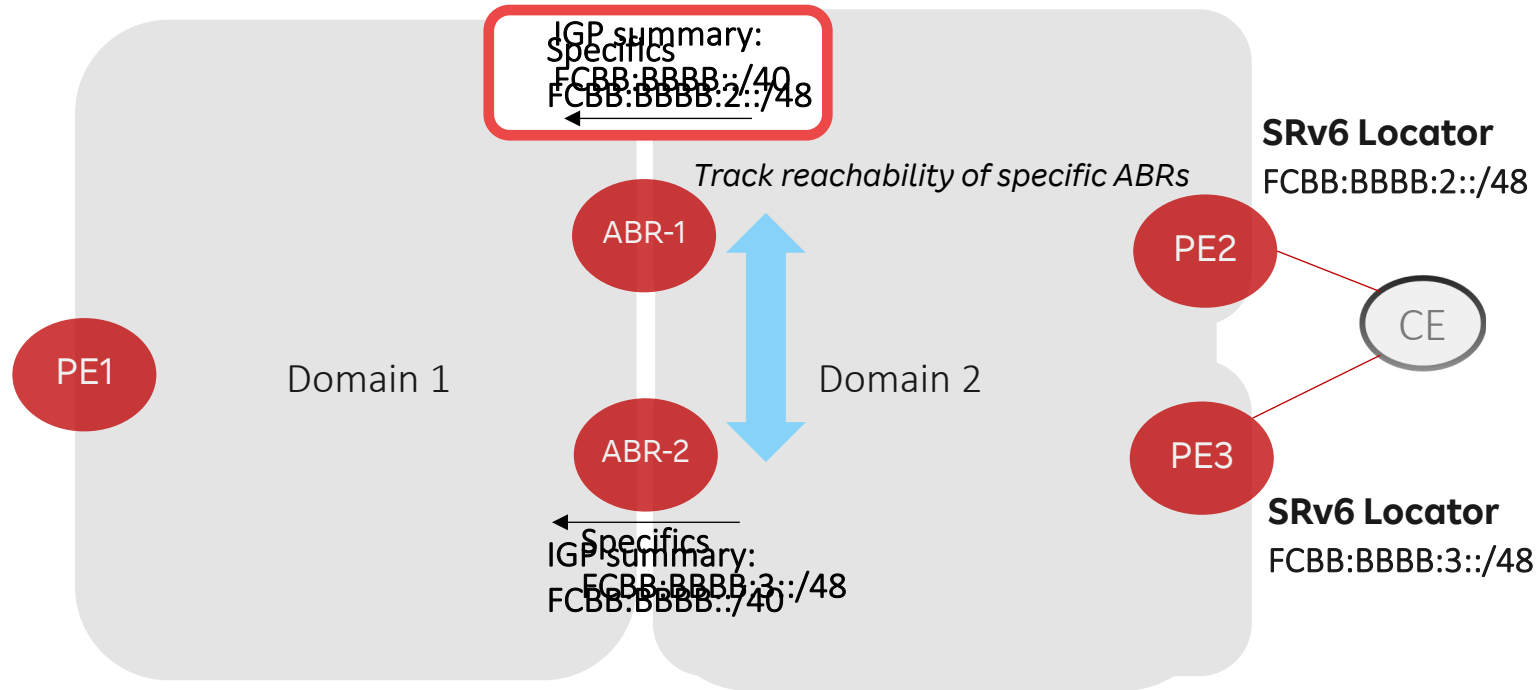 IGP summary:
FCBB:BBBB::/40
Specifics
FCBB:BBBB:2::/48
Track reachability of specific ABRs
SRv6 Locator
FCBB:BBBB:2::/48
ABR-1
PE2
CE
PE1
Domain 1
Domain 2
ABR-2
PE3
SRv6 Locator
FCBB:BBBB:3::/48
Specifics
FCBB:BBBB:3::/48
IGP summary:
FCBB:BBBB::/40